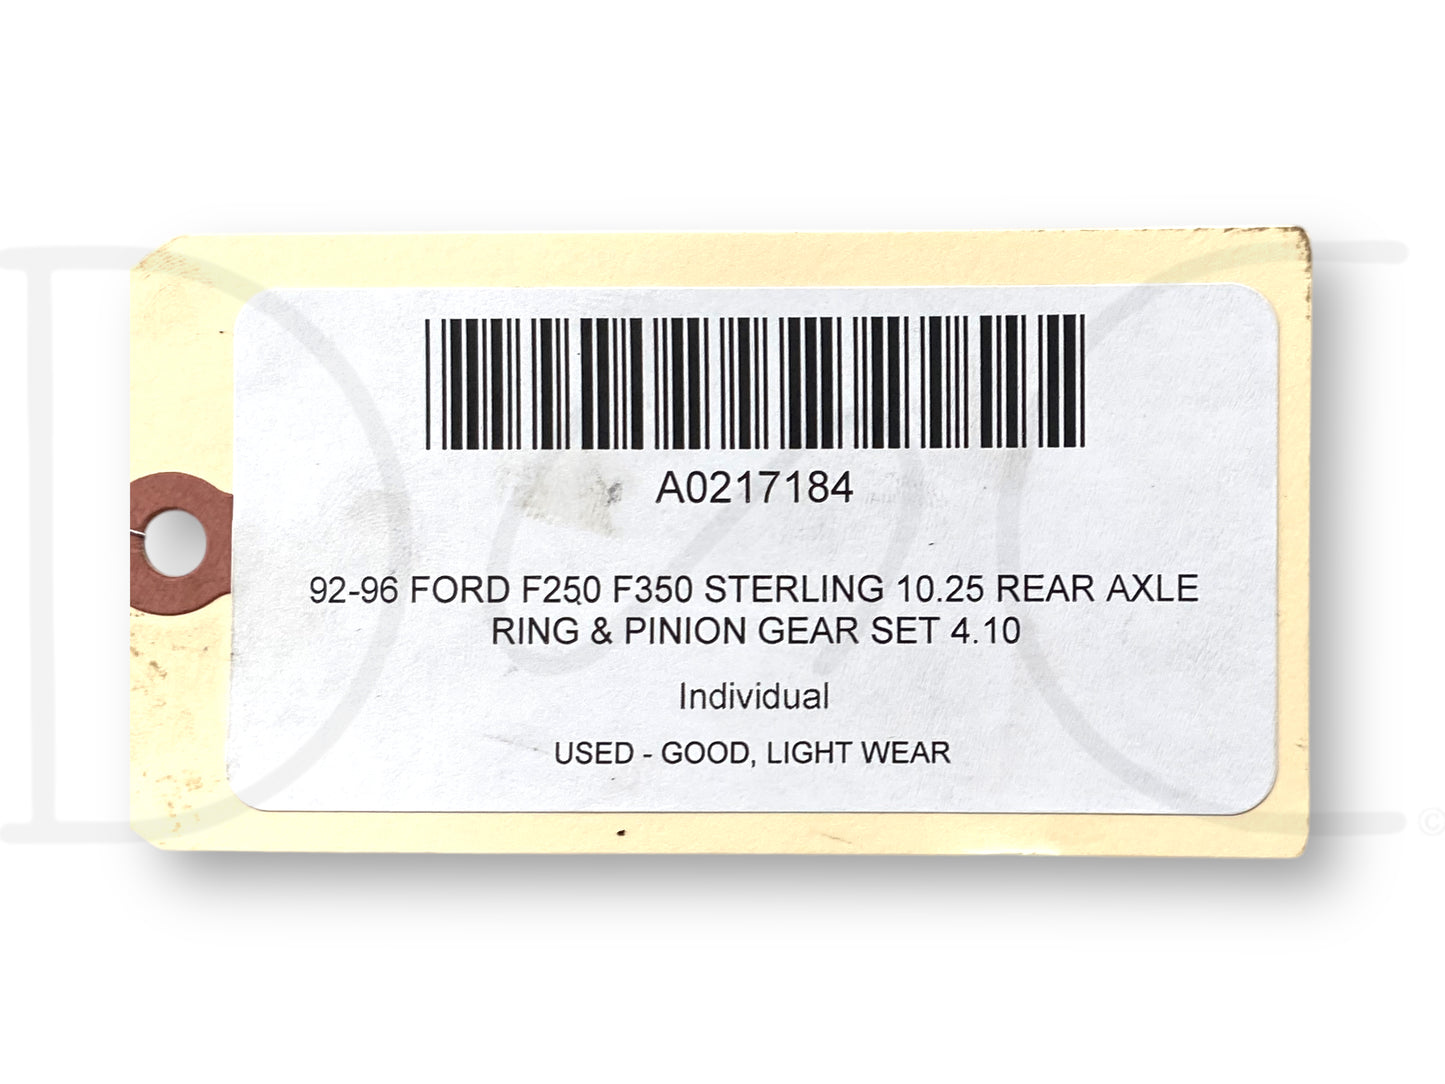 A0217184
92-96 FORD F250 F350 STERLING 10.25 REAR AXLE
RING & PINION GEAR SET 4.10
Individual
USED - GOOD, LIGHT WEAR
©